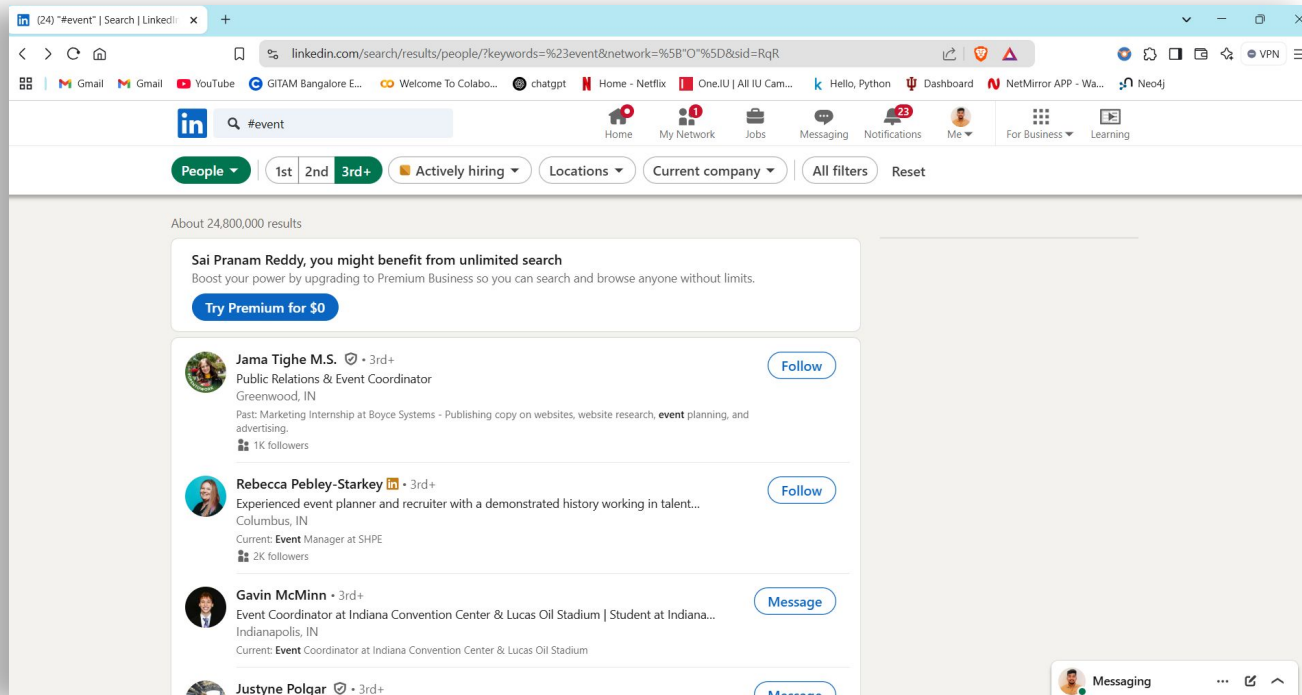 (24) "#event" | Search | LinkedIn
linkedin.com/search/results/people/?keywords=%23event&network=%5B"O"%5D&sid=RqR
VPN
Gmail
Gmail
YouTube
GITAM Bangalore E...
Welcome To Colabo...
chatgpt
Home - Netflix
One.IU | All IU Cam...
Hello, Python
Dashboard
NetMirror APP - Wa...
Neo4j
in
#event
Home
1
My Network
Jobs
Messaging
23
Notifications
Me
For Business
Learning
People
1st
2nd
3rd+
Actively hiring
Locations
Current company
All filters
Reset
About 24,800,000 results
Sai Pranam Reddy, you might benefit from unlimited search
Boost your power by upgrading to Premium Business so you can search and browse anyone without limits.
Try Premium for $0
Jama Tighe M.S. • 3rd+
Public Relations & Event Coordinator
Greenwood, IN
Past: Marketing Internship at Boyce Systems - Publishing copy on websites, website research, event planning, and
advertising.
1K followers
Follow
Rebecca Pebley-Starkey in • 3rd+
Experienced event planner and recruiter with a demonstrated history working in talent...
Columbus, IN
Current: Event Manager at SHPE
2K followers
Follow
Gavin McMinn • 3rd+
Event Coordinator at Indiana Convention Center & Lucas Oil Stadium | Student at Indiana...
Indianapolis, IN
Current: Event Coordinator at Indiana Convention Center & Lucas Oil Stadium
Message
Justyne Polgar • 3rd+
Message
Messaging